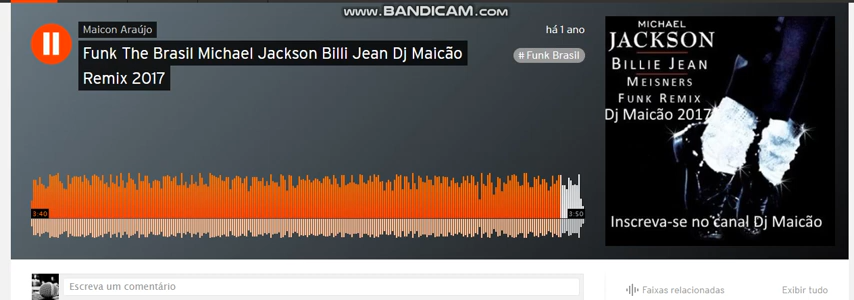 www.BANDICAM.com
Maicon Araújo
há 1 ano
Funk The Brasil Michael Jackson Billi Jean Dj Maicão
Remix 2017
# Funk Brasil
MICHAEL
JACKSON
BILLIE JEAN
MEISNERS
FUNK REMIX
Dj Maicão 2017
Inscreva-se no canal Dj Maicão
3:40
3:50
Escreva um comentário
Faixas relacionadas
Exibir tudo